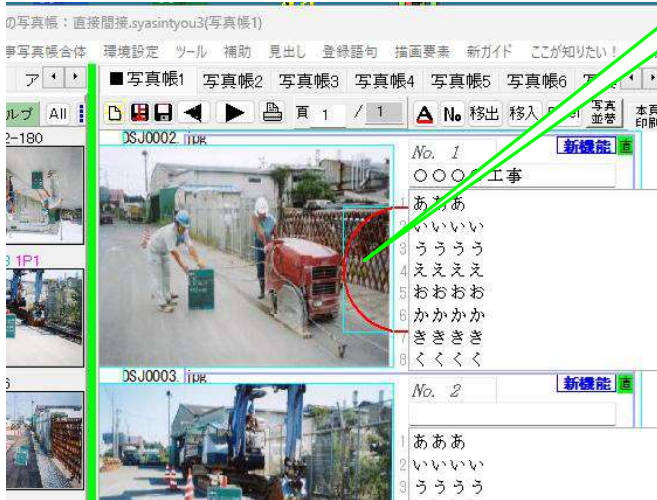 の写真帳：直接間接.syasintyou3(写真帳1)
事写真帳合体 環境設定 ツール 補助 見出し 登録語句 描画要素 新ガイド ここが知りたい！
ア ■写真帳1 写真帳2 写真帳3 写真帳4 写真帳5 写真帳6
ルプ All 頁 1 / 1 A No 移出 移入 写真並替 本頁印刷
2-180
DSJ0002. jpg
No. 1 新機能 直
〇〇〇〇工事
あああ
2 いいいい
3 うううう
4 ええええ
5 おおおお
6 かかかか
7 きききき
8 くくくく
1P1
DSJ0003. jpg
No. 2 新機能 直
1 あああ
2 いいいい
3 うううう